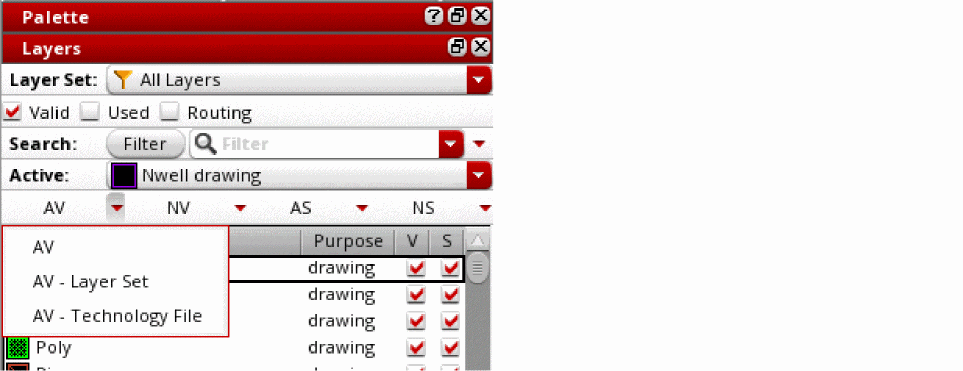 Palette
Layers
Layer Set: All Layers
Valid Used Routing
Search: Filter Filter
Active: Nwell drawing
AV NV AS NS
Purpose V S
AV
drawing
AV - Layer Set
drawing
AV - Technology File
drawing
Poly drawing